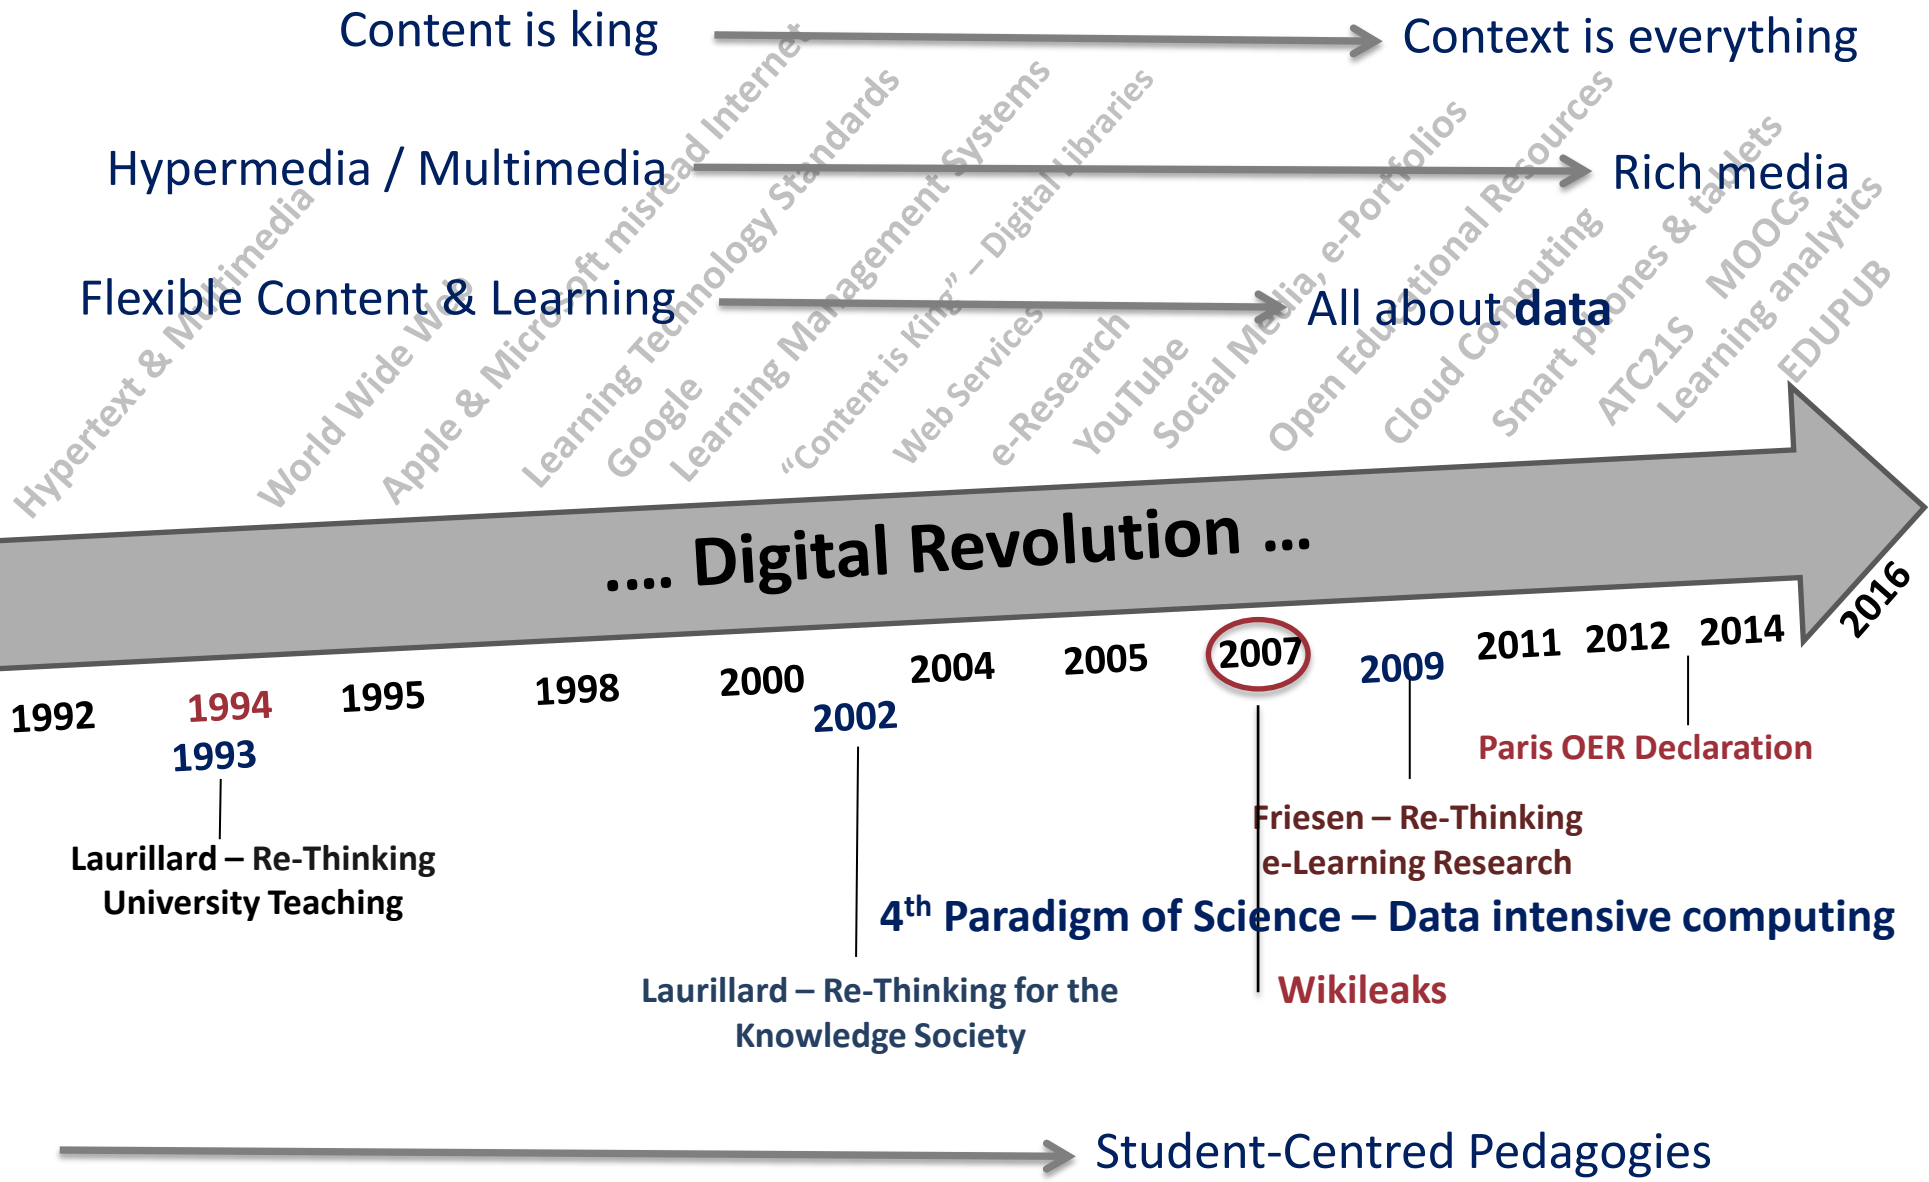 Content is king
Context is everything
Hypermedia / Multimedia
Rich media
Flexible Content & Learning
All about data
Hypertext & Multimedia
World Wide Web
Apple & Microsoft misread Internet
Learning Technology Standards
Google
Learning Management Systems
“Content is King” – Digital Libraries
Web Services
e-Research
YouTube
Social Media, e-Portfolios
Open Educational Resources
Cloud Computing
Smart phones & tablets
ATC21S
MOOCs
Learning analytics
EDUPUB
.... Digital Revolution ...
1992
1994
1993
1995
1998
2000
2002
2004
2005
2007
2009
2011
2012
2014
2016
Laurillard – Re-Thinking
University Teaching
Laurillard – Re-Thinking for the
Knowledge Society
Paris OER Declaration
Friesen – Re-Thinking
e-Learning Research
4th Paradigm of Science – Data intensive computing
Wikileaks
Student-Centred Pedagogies